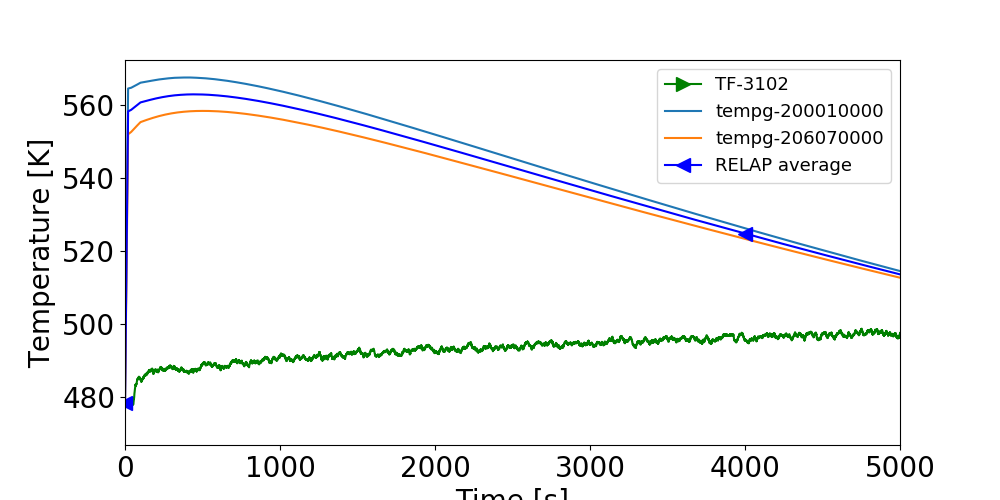 560
540
520
500
480
Temperature [K]
0 1000 2000 3000 4000 5000
Time [s]
TF-3102
tempg-200010000
tempg-206070000
RELAP average